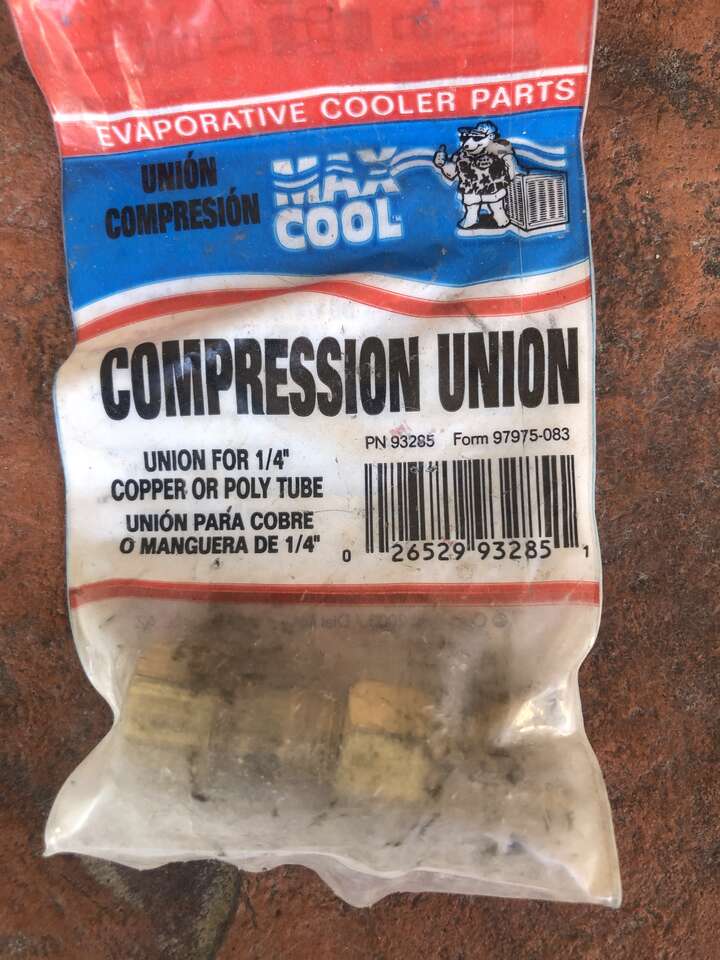 EVAPORATIVE COOLER PARTS
UNIÓN
COMPRESIÓN
MAX
COOL
COMPRESSION UNION
PN 93285 Form 97975-083
UNION FOR 1/4"
COPPER OR POLY TUBE
UNIÓN PARA COBRE
O MANGUERA DE 1/4"
0 26529 93285 1